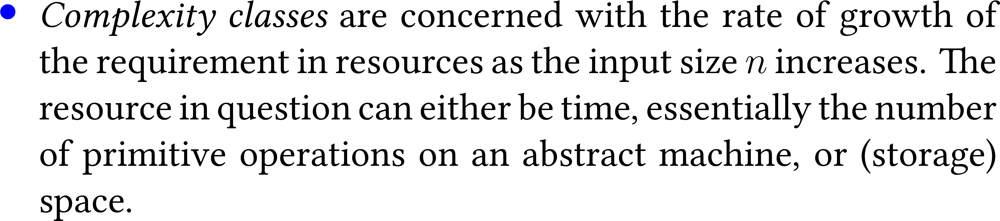 • Complexity classes are concerned with the rate of growth of
the requirement in resources as the input size n increases. The
resource in question can either be time, essentially the number
of primitive operations on an abstract machine, or (storage)
space.